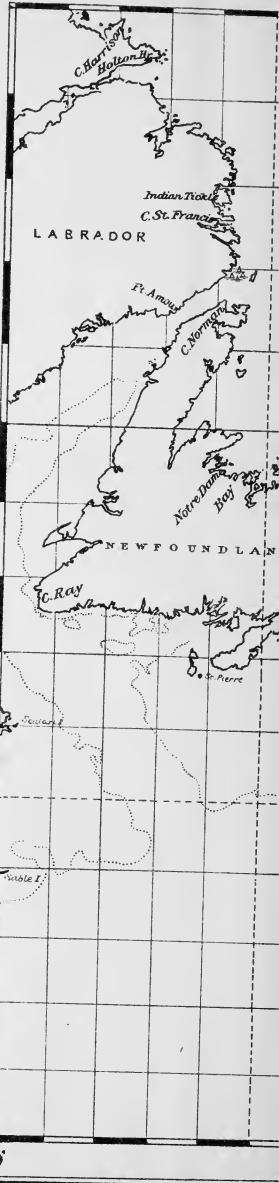 C. Harrison
Holton Hr.
Indian Tickle
C. St. Francis
LABRADOR
Pt. Amour
C. Norman
Notre Dame
Bay
NEWFOUNDLAN
C. Ray
St. Pierre
Sable I.